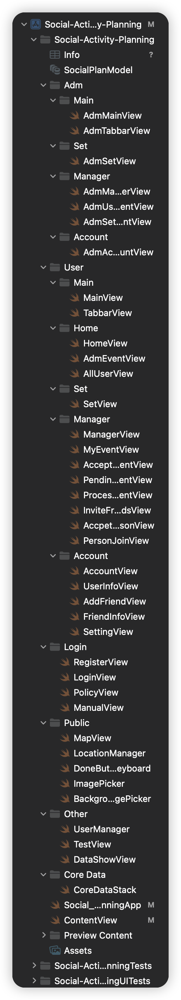 Social-Acti...y-Planning M
Social-Activity-Planning
Info ?
SocialPlanModel
Adm
Main
AdmMainView
AdmTabbarView
Set
AdmSetView
Manager
AdmMa...erView
AdmUs...entView
AdmSet...ntView
Account
AdmAc...untView
User
Main
MainView
TabbarView
Home
HomeView
AdmEventView
AllUserView
Set
SetView
Manager
ManagerView
MyEventView
Accept...entView
Pendin...entView
Proces...entView
InviteFr...dsView
Accpet...sonView
PersonJoinView
Account
AccountView
UserInfoView
AddFriendView
FriendInfoView
SettingView
Login
RegisterView
LoginView
PolicyView
ManualView
Public
MapView
LocationManager
DoneBut...eyboard
ImagePicker
Backgro...gePicker
Other
UserManager
TestView
DataShowView
Core Data
CoreDataStack
Social_...nningApp M
ContentView M
Preview Content
Assets
Social-Acti...nningTests
Social-Acti...ingUITests